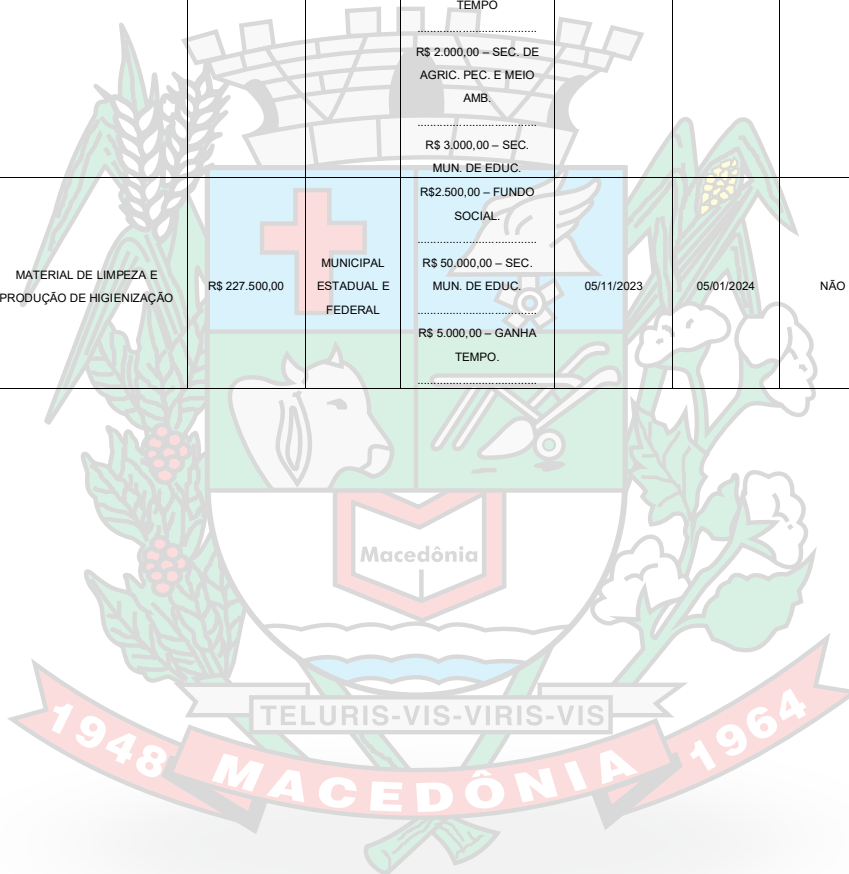 TEMPO
........................................
R$ 2.000,00 – SEC. DE
AGRIC. PEC. E MEIO
AMB.
........................................
R$ 3.000,00 – SEC.
MUN. DE EDUC.
MATERIAL DE LIMPEZA E
PRODUÇÃO DE HIGIENIZAÇÃO
R$ 227.500,00
MUNICIPAL
ESTADUAL E
FEDERAL
R$2.500,00 – FUNDO
SOCIAL.
........................................
R$ 50.000,00 – SEC.
MUN. DE EDUC.
........................................
R$ 5.000,00 – GANHA
TEMPO.
........................................
05/11/2023
05/01/2024
NÃO
Macedônia
TELURIS-VIS-VIRIS-VIS
1948 MACEDÔNIA 1964